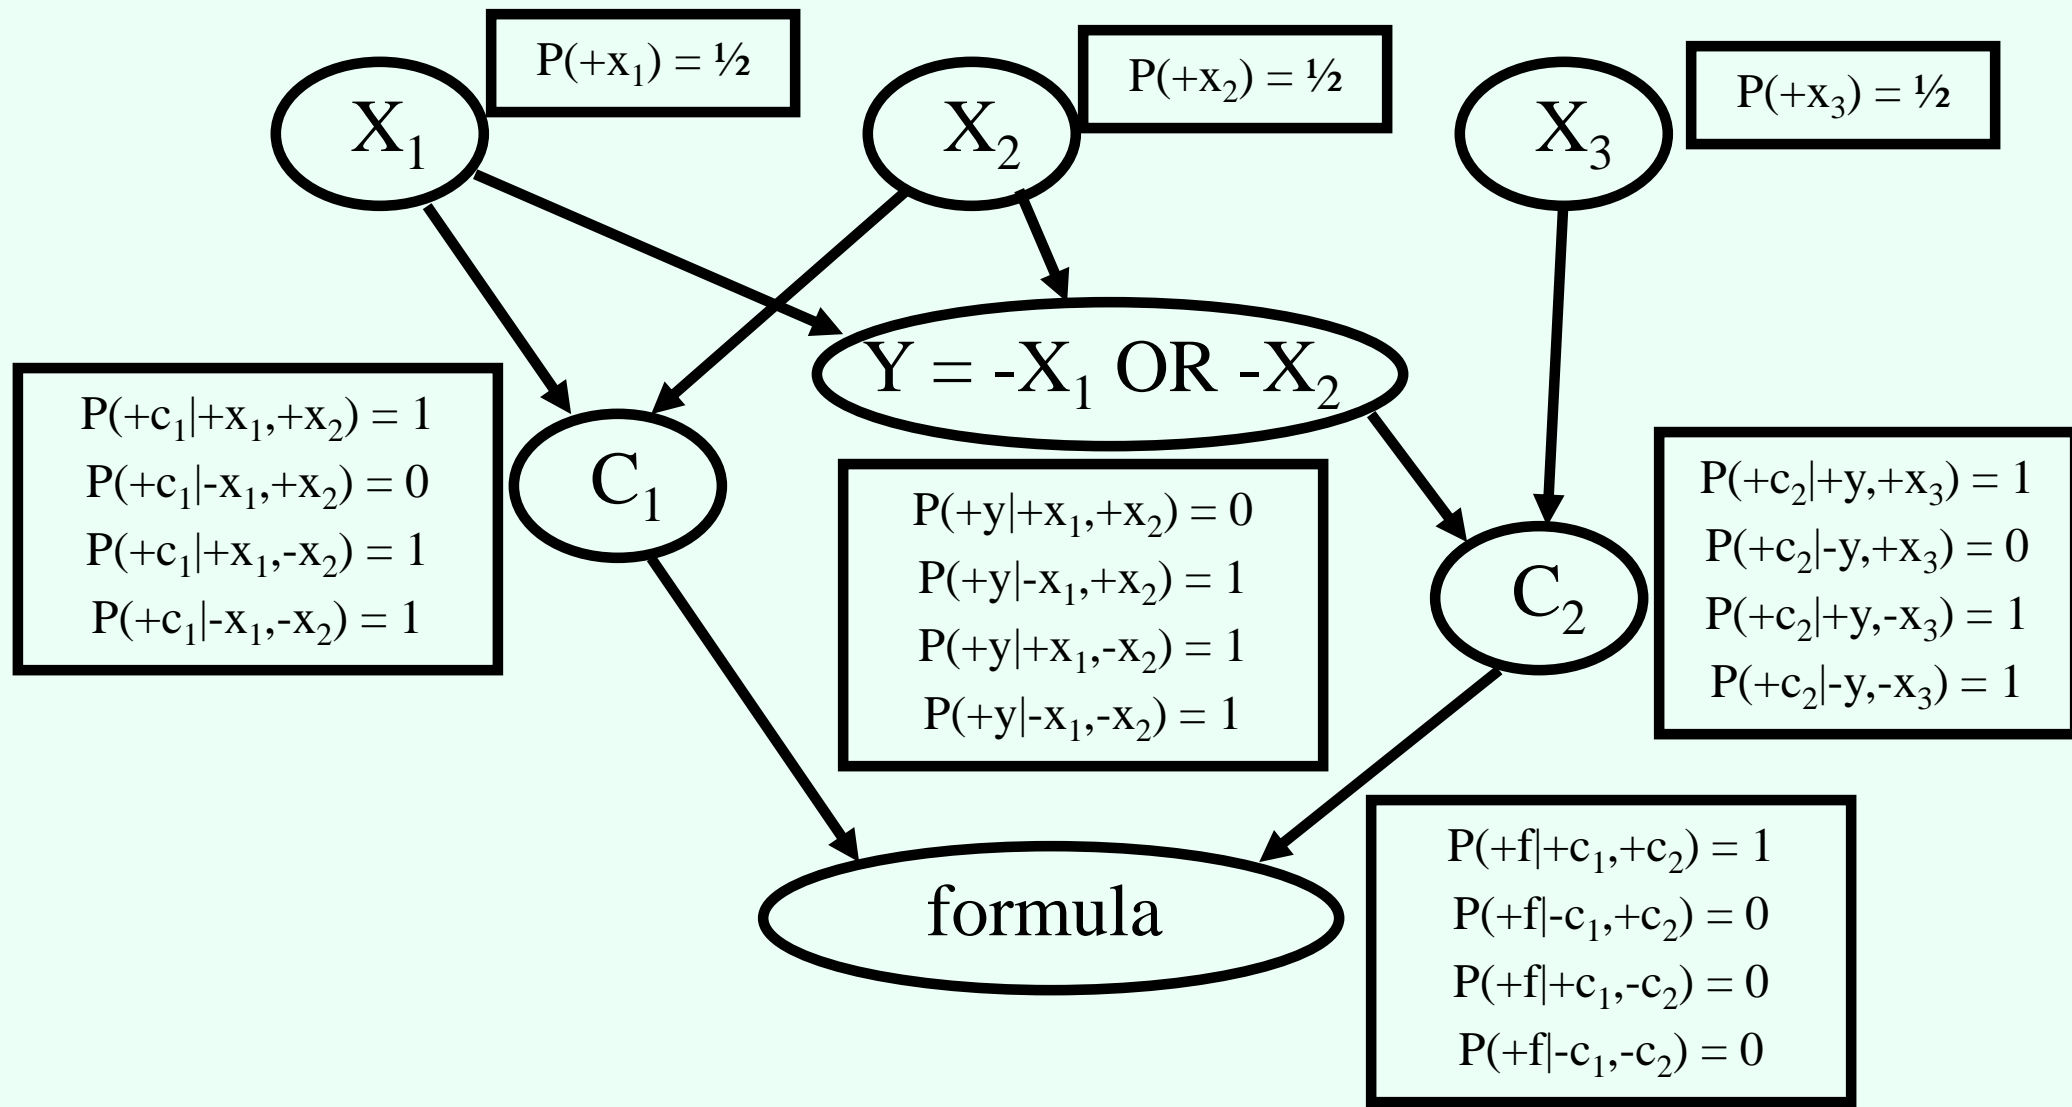 P(+x₁) = ½
P(+x₂) = ½
P(+x₃) = ½
X₁
X₂
X₃
Y = -X₁ OR -X₂
P(+c₁|+x₁,+x₂) = 1
P(+c₁|-x₁,+x₂) = 0
P(+c₁|+x₁,-x₂) = 1
P(+c₁|-x₁,-x₂) = 1
C₁
P(+y|+x₁,+x₂) = 0
P(+y|-x₁,+x₂) = 1
P(+y|+x₁,-x₂) = 1
P(+y|-x₁,-x₂) = 1
C₂
P(+c₂|+y,+x₃) = 1
P(+c₂|-y,+x₃) = 0
P(+c₂|+y,-x₃) = 1
P(+c₂|-y,-x₃) = 1
formula
P(+f|+c₁,+c₂) = 1
P(+f|-c₁,+c₂) = 0
P(+f|+c₁,-c₂) = 0
P(+f|-c₁,-c₂) = 0